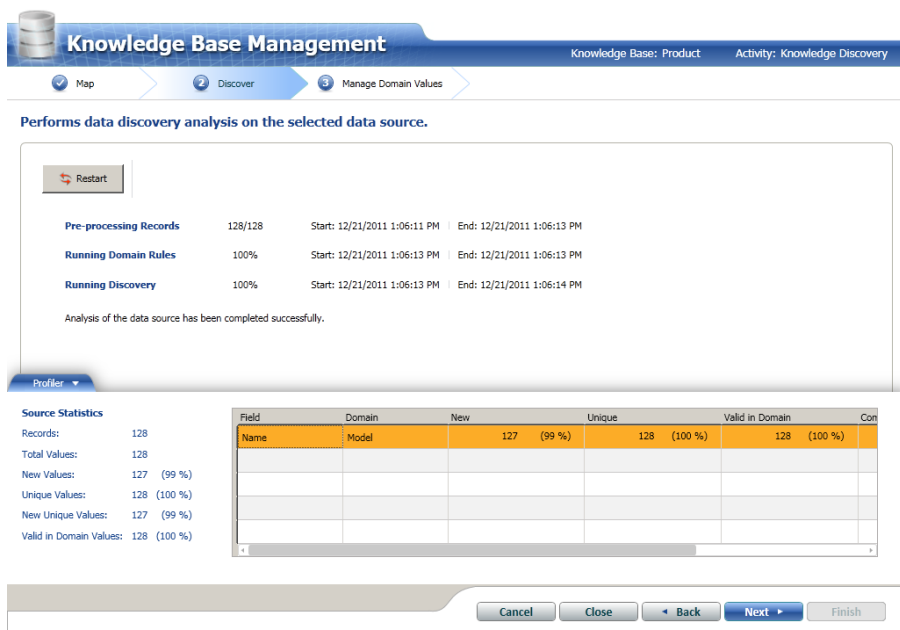 Knowledge Base Management
Knowledge Base: Product Activity: Knowledge Discovery
Map 2 Discover 3 Manage Domain Values
Performs data discovery analysis on the selected data source.
Restart
Pre-processing Records 128/128 Start: 12/21/2011 1:06:11 PM End: 12/21/2011 1:06:13 PM
Running Domain Rules 100% Start: 12/21/2011 1:06:13 PM End: 12/21/2011 1:06:13 PM
Running Discovery 100% Start: 12/21/2011 1:06:13 PM End: 12/21/2011 1:06:14 PM
Analysis of the data source has been completed successfully.
Profiler
Source Statistics
Records: 128
Total Values: 128
New Values: 127 (99 %)
Unique Values: 128 (100 %)
New Unique Values: 127 (99 %)
Valid in Domain Values: 128 (100 %)
Field Domain New Unique Valid in Domain Con
Name Model 127 (99 %) 128 (100 %) 128 (100 %)
Cancel Close Back Next Finish